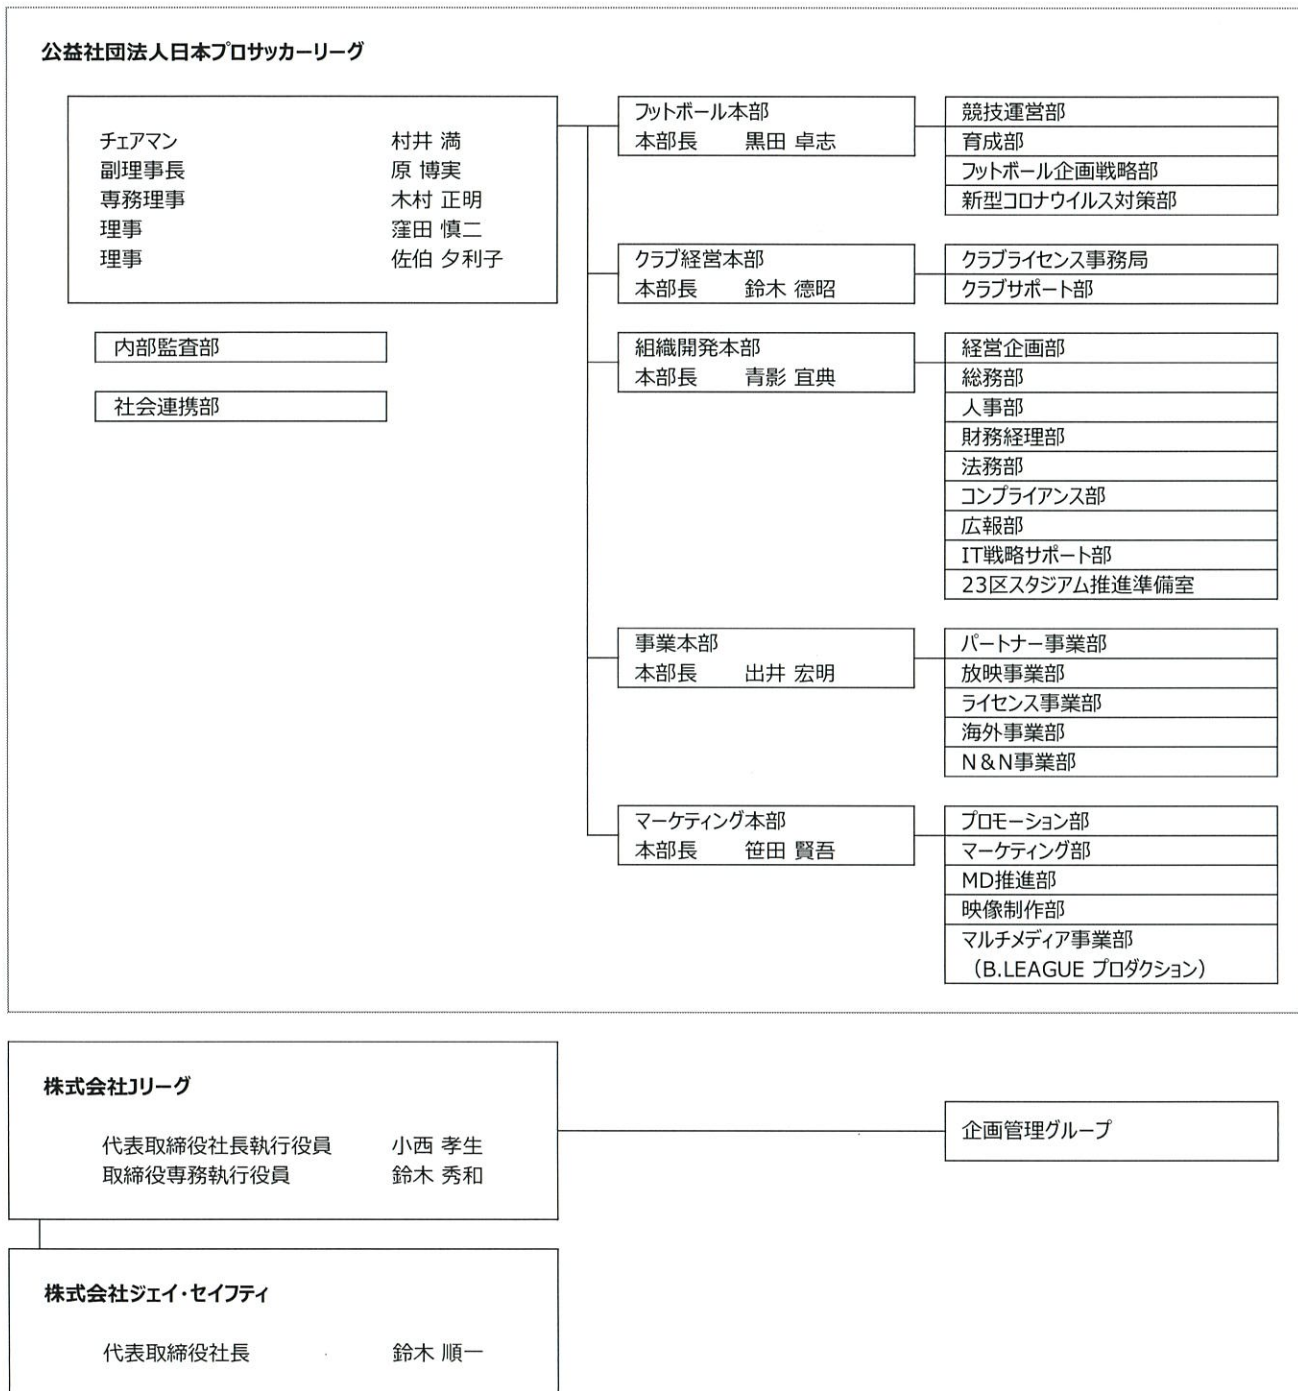 公益社団法人日本プロサッカーリーグ
チェアマン 村井 満
副理事長 原 博実
専務理事 木村 正明
理事 窪田 慎二
理事 佐伯 夕利子
内部監査部
社会連携部
フットボール本部
本部長 黒田 卓志
競技運営部
育成部
フットボール企画戦略部
新型コロナウイルス対策部
クラブ経営本部
本部長 鈴木 德昭
クラブライセンス事務局
クラブサポート部
組織開発本部
本部長 青影 宜典
経営企画部
総務部
人事部
財務経理部
法務部
コンプライアンス部
広報部
IT戦略サポート部
23区スタジアム推進準備室
事業本部
本部長 出井 宏明
パートナー事業部
放映事業部
ライセンス事業部
海外事業部
N&N事業部
マーケティング本部
本部長 笹田 賢吾
プロモーション部
マーケティング部
MD推進部
映像制作部
マルチメディア事業部
（B.LEAGUE プロダクション）
株式会社Jリーグ
代表取締役社長執行役員 小西 孝生
取締役専務執行役員 鈴木 秀和
企画管理グループ
株式会社ジェイ・セイフティ
代表取締役社長 鈴木 順一